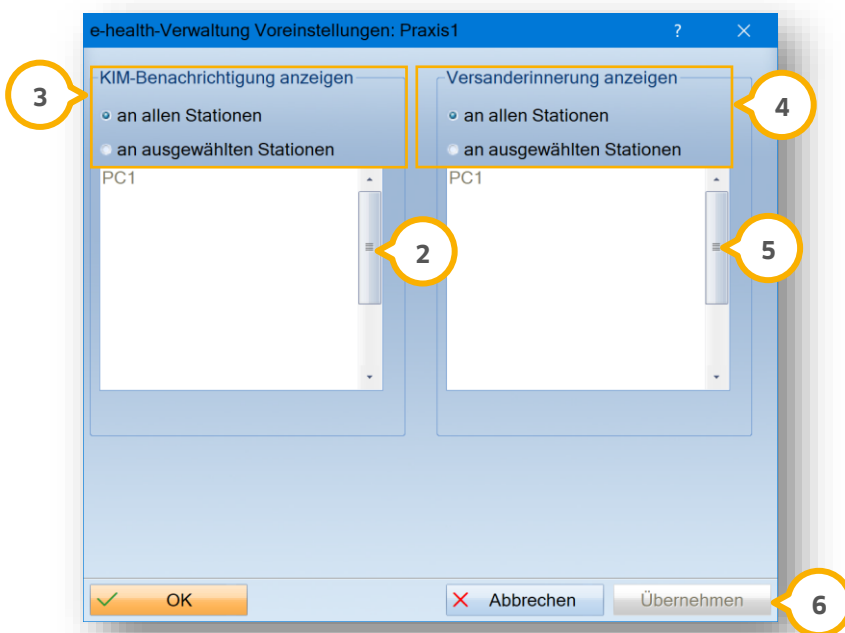 e-health-Verwaltung Voreinstellungen: Praxis1 ?
KIM-Benachrichtigung anzeigen
3
an allen Stationen
an ausgewählten Stationen
PC1
2
Versanderinnerung anzeigen
4
an allen Stationen
an ausgewählten Stationen
PC1
5
OK
Abbrechen
Übernehmen
6